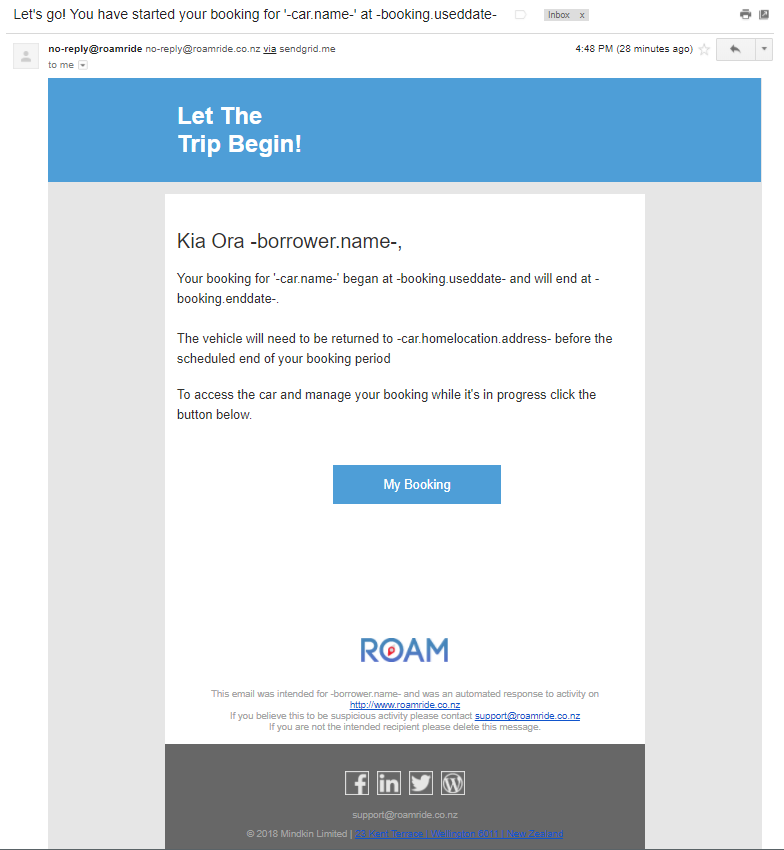 Let's go! You have started your booking for '-car.name-' at -booking.useddate-
Inbox x
no-reply@roamride no-reply@roamride.co.nz via sendgrid.me
4:48 PM (28 minutes ago)
to me
Let The
Trip Begin!
Kia Ora -borrower.name-,
Your booking for '-car.name-' began at -booking.useddate- and will end at -
booking.enddate-.
The vehicle will need to be returned to -car.homelocation.address- before the
scheduled end of your booking period
To access the car and manage your booking while it's in progress click the
button below.
My Booking
ROAM
This email was intended for -borrower.name- and was an automated response to activity on
http://www.roamride.co.nz
If you believe this to be suspicious activity please contact support@roamride.co.nz
If you are not the intended recipient please delete this message.
support@roamride.co.nz
© 2018 Mindkin Limited | 23 Kent Terrace | Wellington 6011 | New Zealand